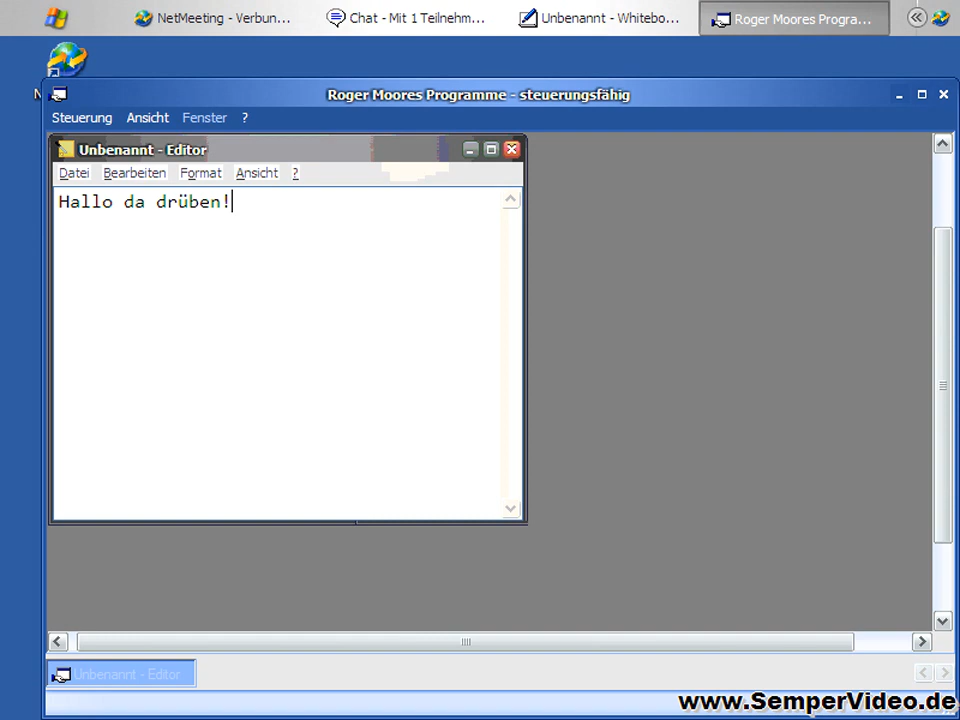 NetMeeting - Verbun...
Chat - Mit 1 Teilnehm...
Unbenannt - Whitebo...
Roger Moores Progra...
N
Roger Moores Programme - steuerungsfähig
Steuerung Ansicht Fenster ?
Unbenannt - Editor
Datei Bearbeiten Format Ansicht ?
Hallo da drüben!
Unbenannt - Editor
www.SemperVideo.de